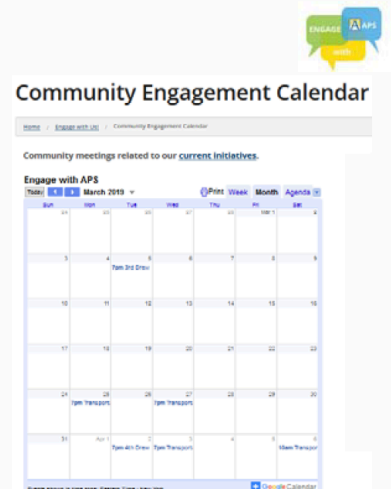 ENGAGE APS
with
Community Engagement Calendar
Home / Engage with Us! / Community Engagement Calendar
Community meetings related to our current initiatives.
Engage with APS
Today March 2019 Print Week Month Agenda
Sun Mon Tue Wed Thu Fri Sat
24 25 26 27 28 Mar 1 2
3 4 5 6 7 8 9
7pm 3rd Drew
10 11 12 13 14 15 16
17 18 19 20 21 22 23
24 25 26 27 28 29 30
7pm Transport 7pm Transport
31 Apr 1 2 3 4 5 6
7pm 4th Drew 7pm Transport 10am Transpor
Google Calendar